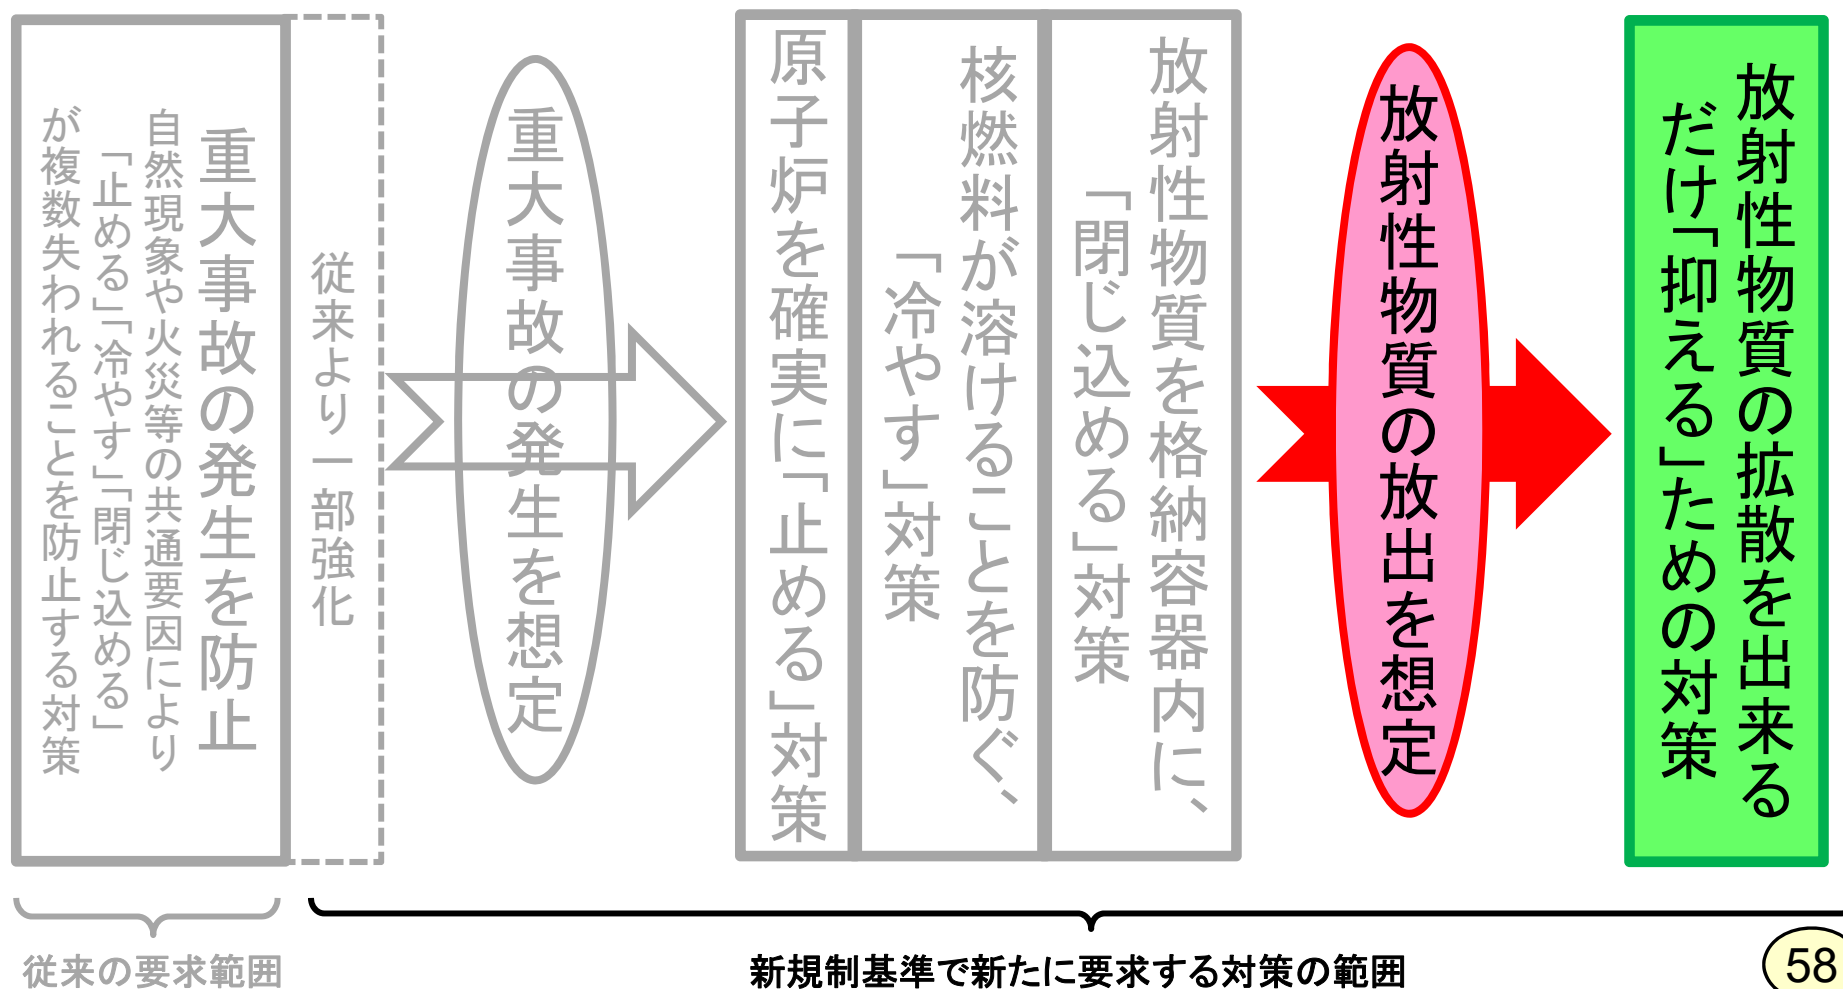 重大事故の発生を防止
自然現象や火災等の共通要因により
「止める」「冷やす」「閉じ込める」
が複数失われることを防止する対策
従来より一部強化
重大事故の発生を想定
原子炉を確実に「止める」対策
核燃料が溶けることを防ぐ、
「冷やす」対策
放射性物質を格納容器内に、
「閉じ込める」対策
放射性物質の放出を想定
放射性物質の拡散を出来る
だけ「抑える」ための対策
従来の要求範囲
新規制基準で新たに要求する対策の範囲
58